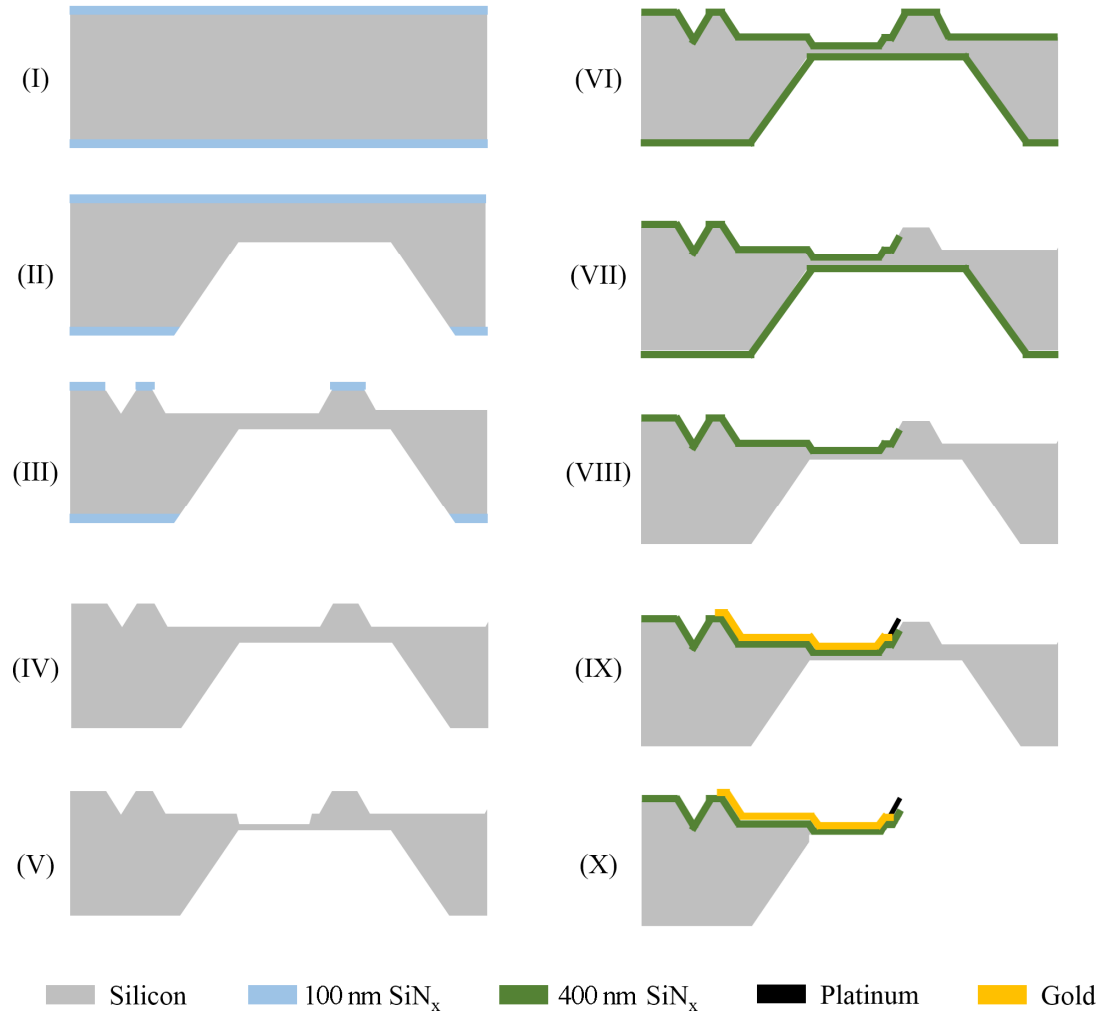 (I)
(II)
(III)
(IV)
(V)
(VI)
(VII)
(VIII)
(IX)
(X)
Silicon 100 nm SiNₓ 400 nm SiNₓ Platinum Gold